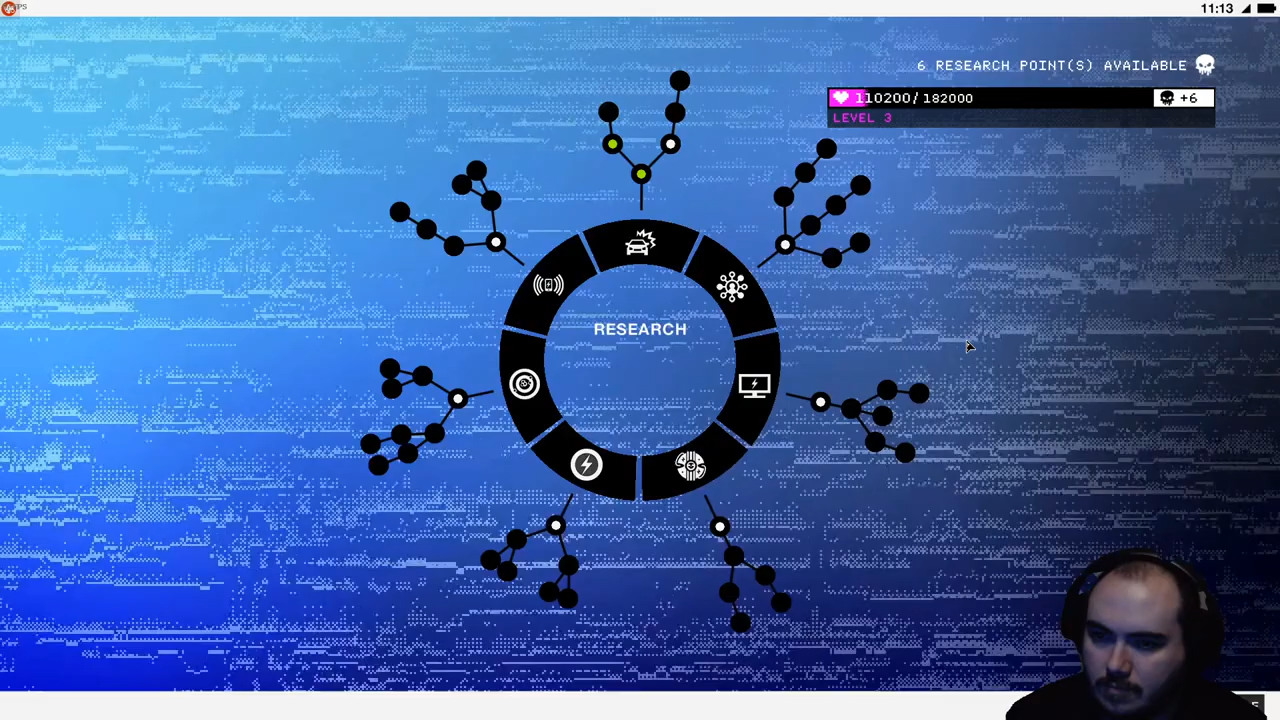 11:13
6 RESEARCH POINT(S) AVAILABLE
110200/182000
+6
LEVEL 3
RESEARCH